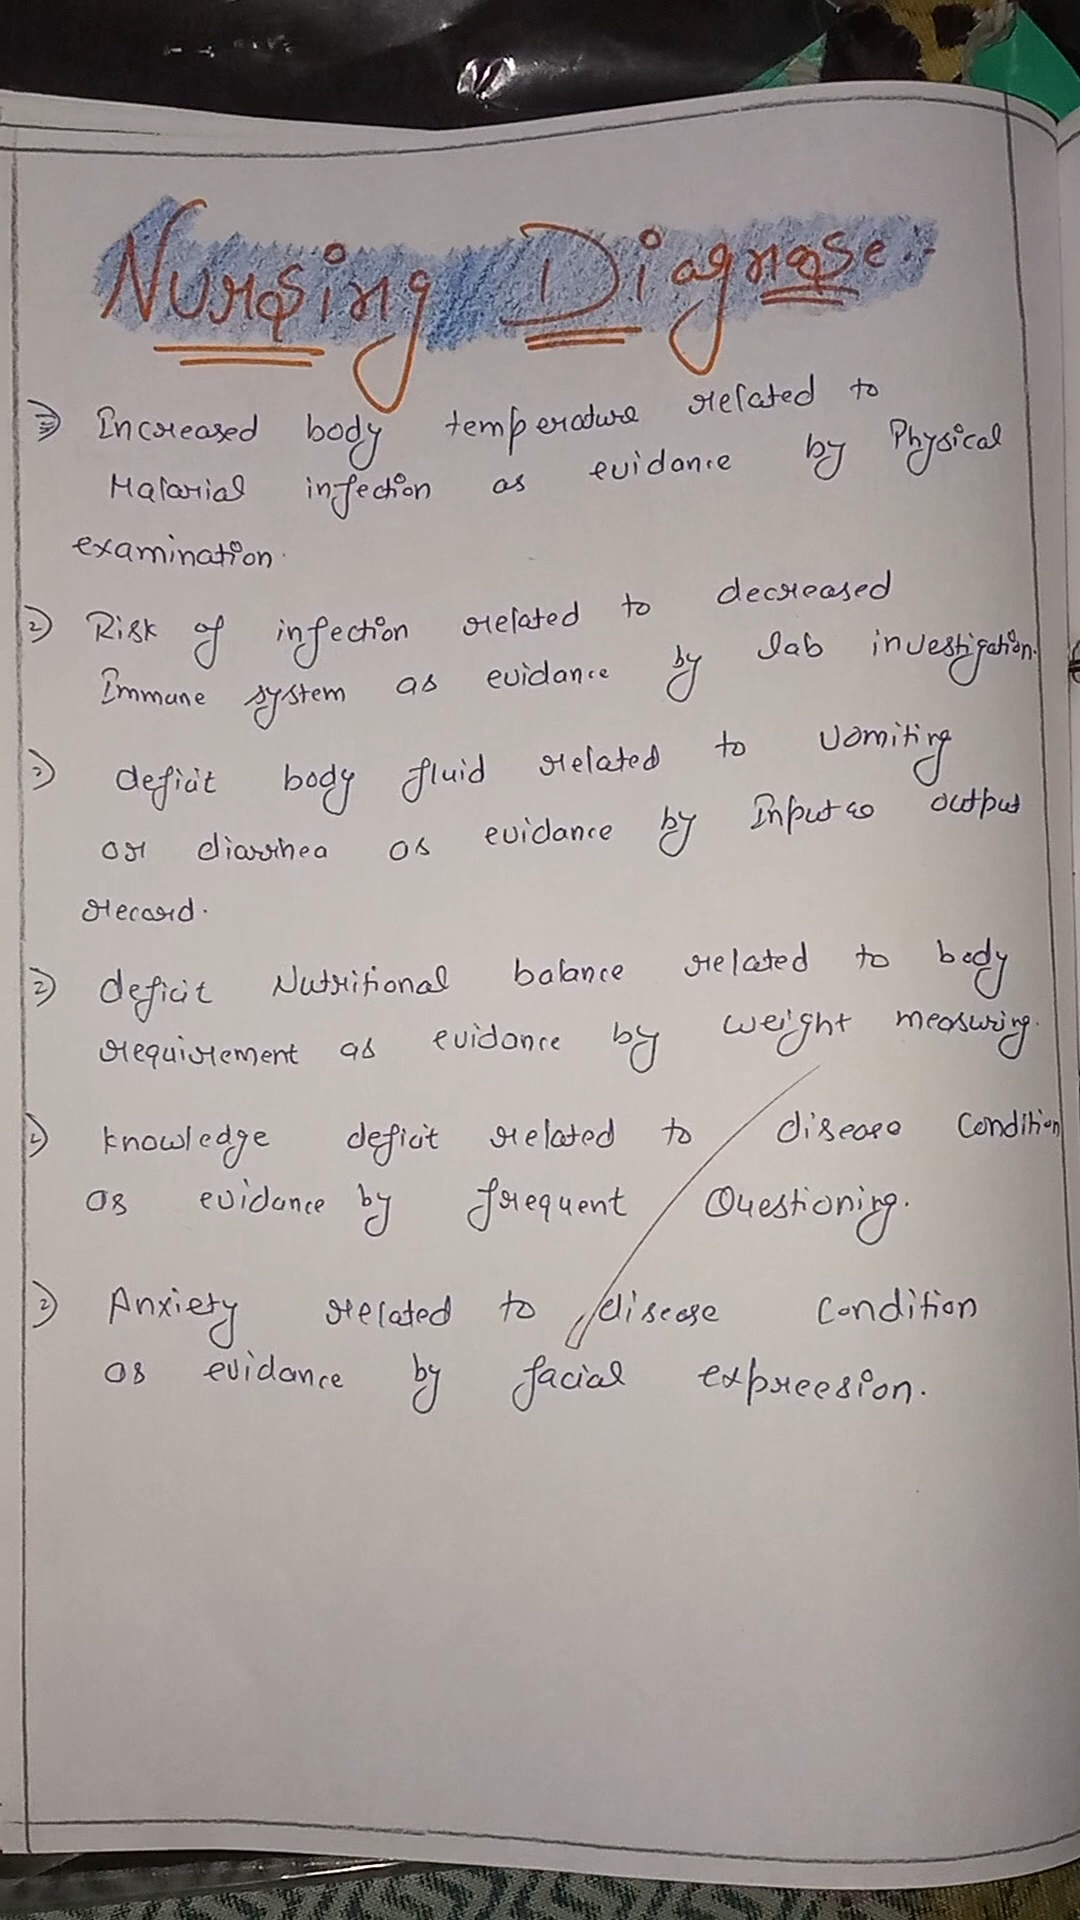 Nursing Diagnose:-
Increased body temperature related to
Malarial infection as evidance by Physical
examination.
Risk of infection related to decreased
Immune system as evidance by lab investigation.
deficit body fluid related to vomiting
or diarrhea as evidance by Input & output
record.
deficit Nutritional balance related to body
requirement as evidance by weight measuring.
knowledge deficit related to disease Condition
as evidance by frequent Questioning.
Anxiety related to disease Condition
as evidance by facial expreesion.